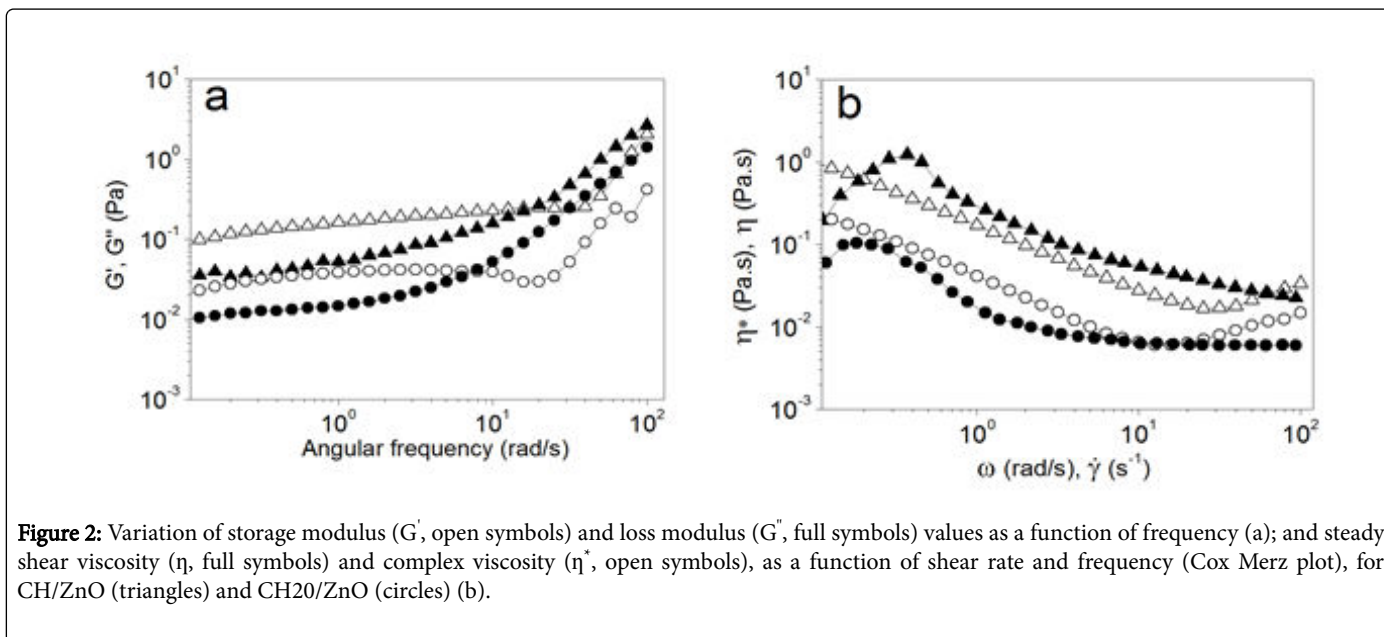 a
10¹
10⁰
10⁻¹
10⁻²
10⁻³
G', G'' (Pa)
10⁰ 10¹ 10²
Angular frequency (rad/s)
b
10¹
10⁰
10⁻¹
10⁻²
10⁻³
η* (Pa.s), η (Pa.s)
10⁰ 10¹ 10²
ω (rad/s), γ̇ (s⁻¹)
Figure 2: Variation of storage modulus (G', open symbols) and loss modulus (G'', full symbols) values as a function of frequency (a); and steady
shear viscosity (η, full symbols) and complex viscosity (η*, open symbols), as a function of shear rate and frequency (Cox Merz plot), for
CH/ZnO (triangles) and CH20/ZnO (circles) (b).